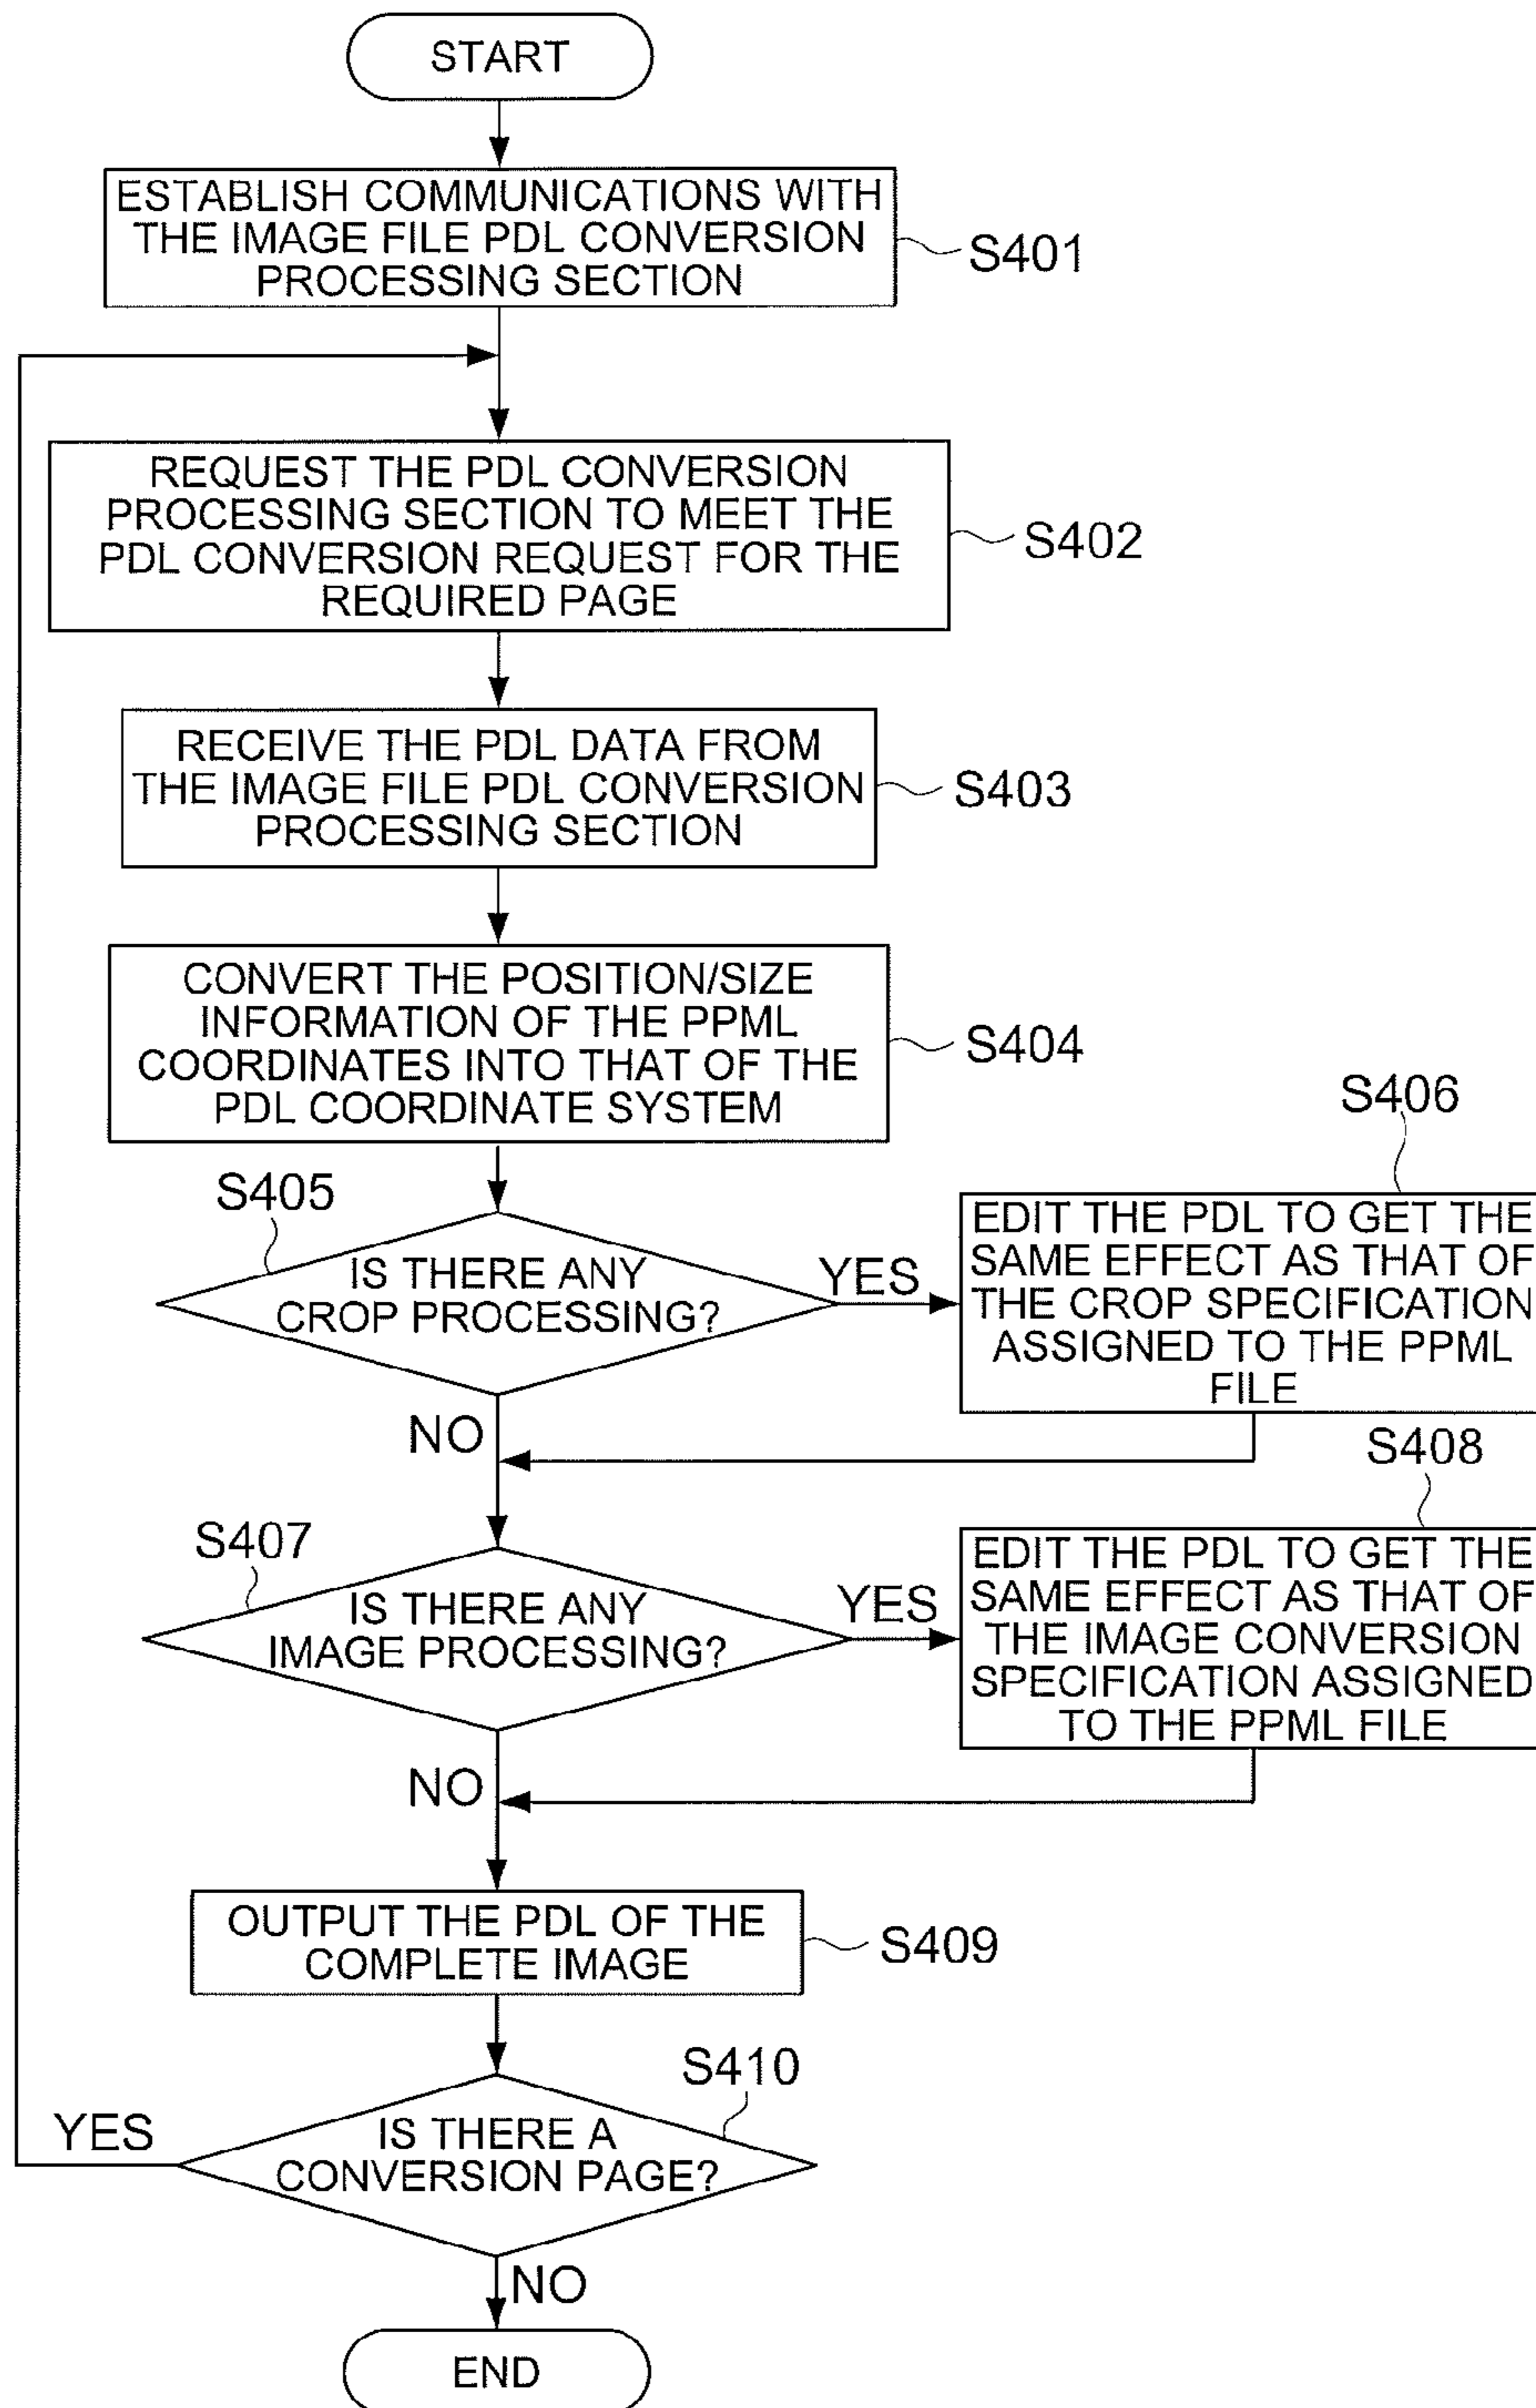 START
ESTABLISH COMMUNICATIONS WITH
THE IMAGE FILE PDL CONVERSION
PROCESSING SECTION
S401
REQUEST THE PDL CONVERSION
PROCESSING SECTION TO MEET THE
PDL CONVERSION REQUEST FOR THE
REQUIRED PAGE
S402
RECEIVE THE PDL DATA FROM
THE IMAGE FILE PDL CONVERSION
PROCESSING SECTION
S403
CONVERT THE POSITION/SIZE
INFORMATION OF THE PPML
COORDINATES INTO THAT OF THE
PDL COORDINATE SYSTEM
S404
S405
IS THERE ANY
CROP PROCESSING?
YES
S406
EDIT THE PDL TO GET THE
SAME EFFECT AS THAT OF
THE CROP SPECIFICATION
ASSIGNED TO THE PPML
FILE
NO
S407
IS THERE ANY
IMAGE PROCESSING?
YES
S408
EDIT THE PDL TO GET THE
SAME EFFECT AS THAT OF
THE IMAGE CONVERSION
SPECIFICATION ASSIGNED
TO THE PPML FILE
NO
OUTPUT THE PDL OF THE
COMPLETE IMAGE
S409
S410
IS THERE A
CONVERSION PAGE?
YES
NO
END